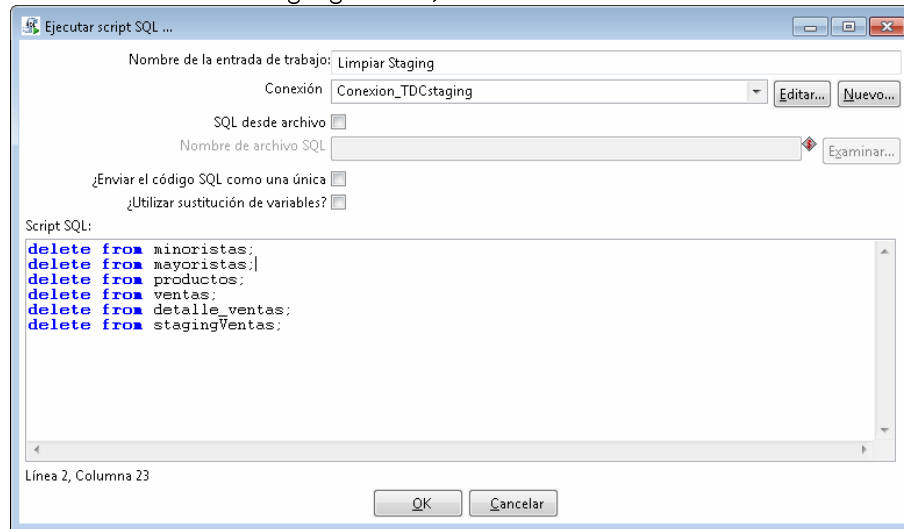 Ejecutar script SQL ...
Nombre de la entrada de trabajo: Limpiar Staging
Conexión Conexion_TDCstaging Editar... Nuevo...
SQL desde archivo
Nombre de archivo SQL Examinar...
¿Enviar el código SQL como una única
¿Utilizar sustitución de variables?
Script SQL:
delete from minoristas;
delete from mayoristas;
delete from productos;
delete from ventas;
delete from detalle_ventas;
delete from stagingVentas;
Línea 2, Columna 23
OK Cancelar